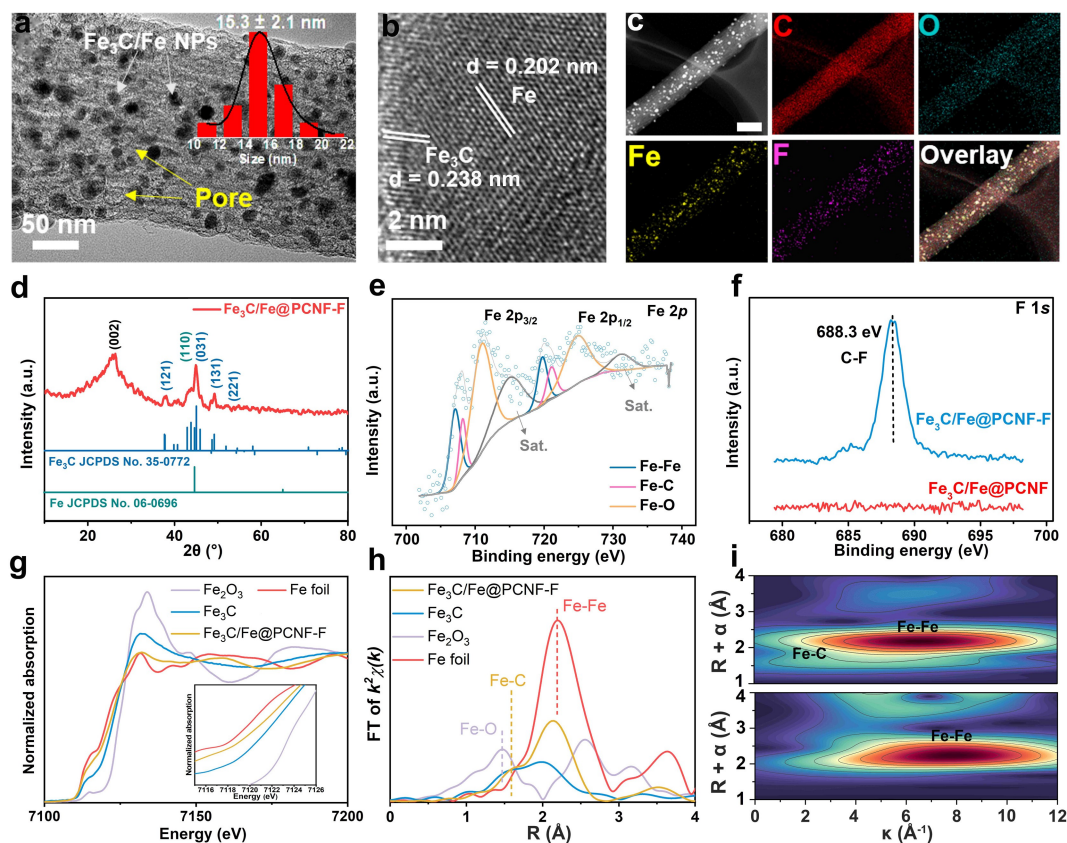 a
15.3 ± 2.1 nm
Fe₃C/Fe NPs
10 12 14 16 18 20 22
Size (nm)
Pore
50 nm
b
d = 0.202 nm
Fe
Fe₃C
d = 0.238 nm
2 nm
c
C
O
Fe
F
Overlay
d
Fe₃C/Fe@PCNF-F
(002)
(110)
(031)
(121)
(131)
(221)
Fe₃C JCPDS No. 35-0772
Fe JCPDS No. 06-0696
Intensity (a.u.)
20 40 60 80
2θ (°)
e
Fe 2p₃/₂
Fe 2p₁/₂
Fe 2p
Sat.
Sat.
Fe-Fe
Fe-C
Fe-O
Intensity (a.u.)
700 710 720 730 740
Binding energy (eV)
f
F 1s
688.3 eV
C-F
Fe₃C/Fe@PCNF-F
Fe₃C/Fe@PCNF
Intensity (a.u.)
680 685 690 695 700
Binding energy (eV)
g
Fe₂O₃
Fe foil
Fe₃C
Fe₃C/Fe@PCNF-F
Normalized absorption
Normalized absorption
7116 7118 7120 7122 7124 7126
Energy (eV)
7100 7150 7200
Energy (eV)
h
Fe₃C/Fe@PCNF-F
Fe₃C
Fe₂O₃
Fe foil
Fe-Fe
Fe-C
Fe-O
FT of k²χ(k)
0 1 2 3 4
R (Å)
i
4
3
2
1
R + α (Å)
Fe-Fe
Fe-C
4
3
2
1
R + α (Å)
Fe-Fe
0 2 4 6 8 10 12
κ (Å⁻¹)